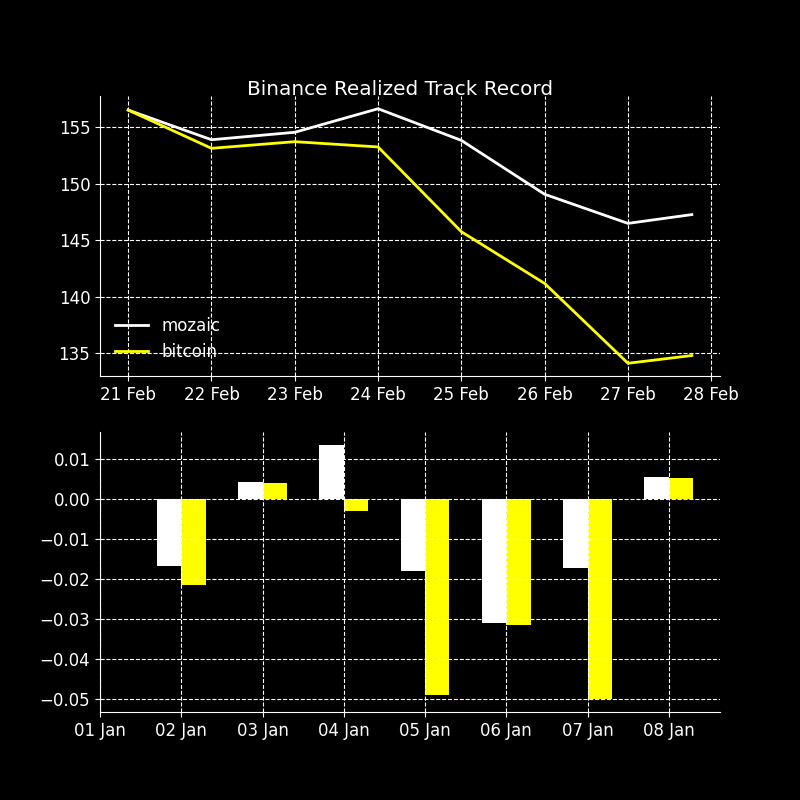 Binance Realized Track Record
155
150
145
140
135
mozaic
bitcoin
21 Feb 22 Feb 23 Feb 24 Feb 25 Feb 26 Feb 27 Feb 28 Feb
0.01
0.00
−0.01
−0.02
−0.03
−0.04
−0.05
01 Jan 02 Jan 03 Jan 04 Jan 05 Jan 06 Jan 07 Jan 08 Jan